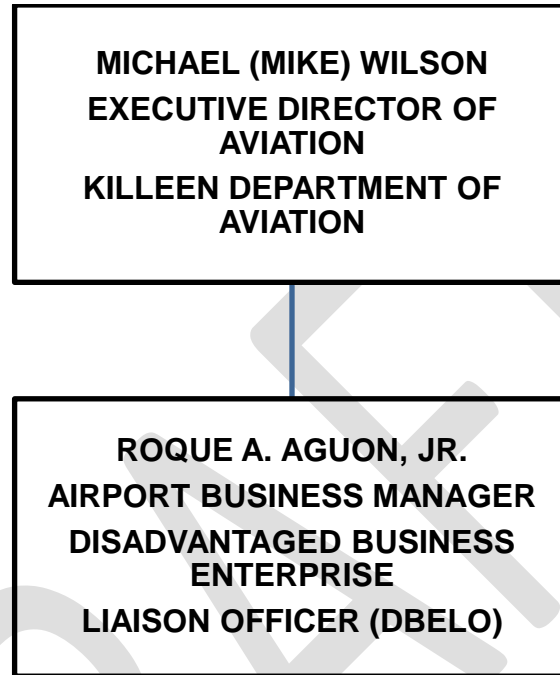 MICHAEL (MIKE) WILSON
EXECUTIVE DIRECTOR OF
AVIATION
KILLEEN DEPARTMENT OF
AVIATION
ROQUE A. AGUON, JR.
AIRPORT BUSINESS MANAGER
DISADVANTAGED BUSINESS
ENTERPRISE
LIAISON OFFICER (DBELO)